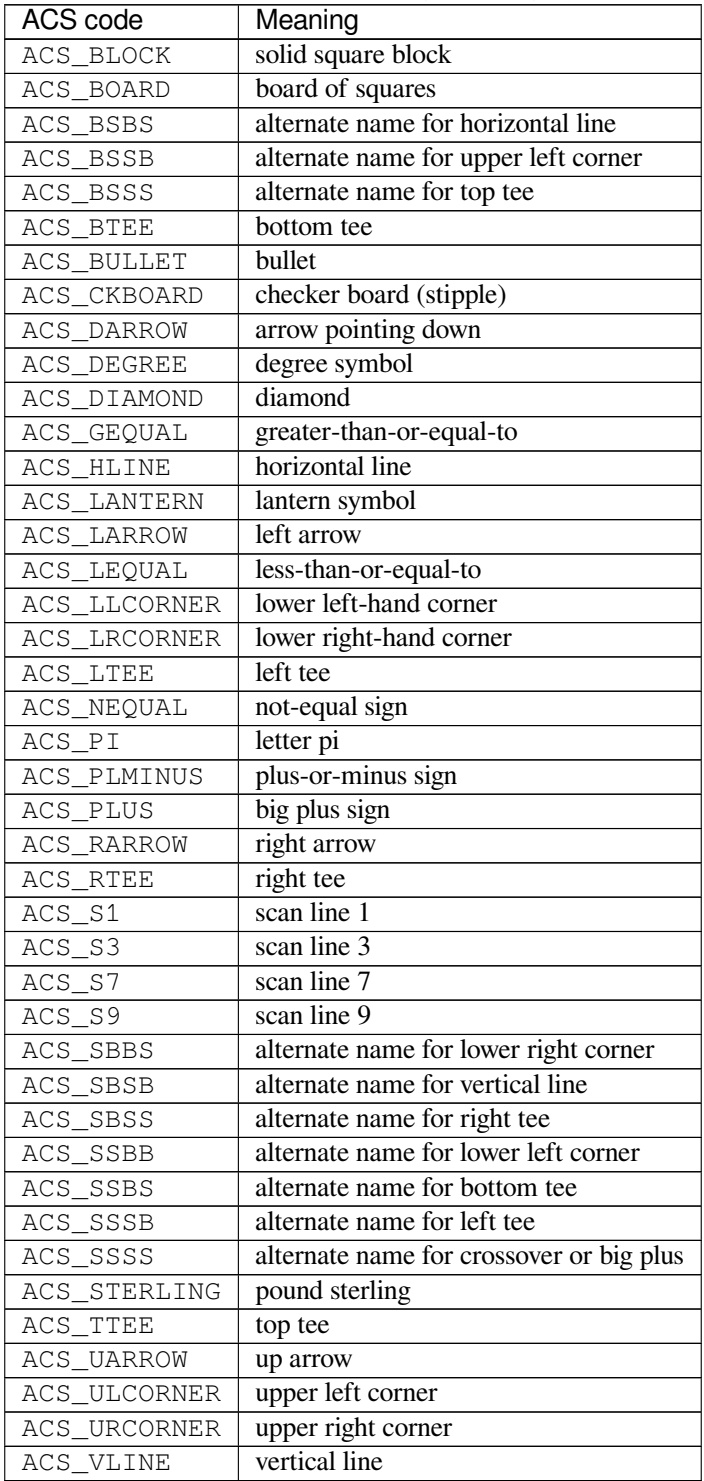 ACS code Meaning
ACS_BLOCK solid square block
ACS_BOARD board of squares
ACS_BSBS alternate name for horizontal line
ACS_BSSB alternate name for upper left corner
ACS_BSSS alternate name for top tee
ACS_BTEE bottom tee
ACS_BULLET bullet
ACS_CKBOARD checker board (stipple)
ACS_DARROW arrow pointing down
ACS_DEGREE degree symbol
ACS_DIAMOND diamond
ACS_GEQUAL greater-than-or-equal-to
ACS_HLINE horizontal line
ACS_LANTERN lantern symbol
ACS_LARROW left arrow
ACS_LEQUAL less-than-or-equal-to
ACS_LLCORNER lower left-hand corner
ACS_LRCORNER lower right-hand corner
ACS_LTEE left tee
ACS_NEQUAL not-equal sign
ACS_PI letter pi
ACS_PLMINUS plus-or-minus sign
ACS_PLUS big plus sign
ACS_RARROW right arrow
ACS_RTEE right tee
ACS_S1 scan line 1
ACS_S3 scan line 3
ACS_S7 scan line 7
ACS_S9 scan line 9
ACS_SBBS alternate name for lower right corner
ACS_SBSB alternate name for vertical line
ACS_SBSS alternate name for right tee
ACS_SSBB alternate name for lower left corner
ACS_SSBS alternate name for bottom tee
ACS_SSSB alternate name for left tee
ACS_SSSS alternate name for crossover or big plus
ACS_STERLING pound sterling
ACS_TTEE top tee
ACS_UARROW up arrow
ACS_ULCORNER upper left corner
ACS_URCORNER upper right corner
ACS_VLINE vertical line